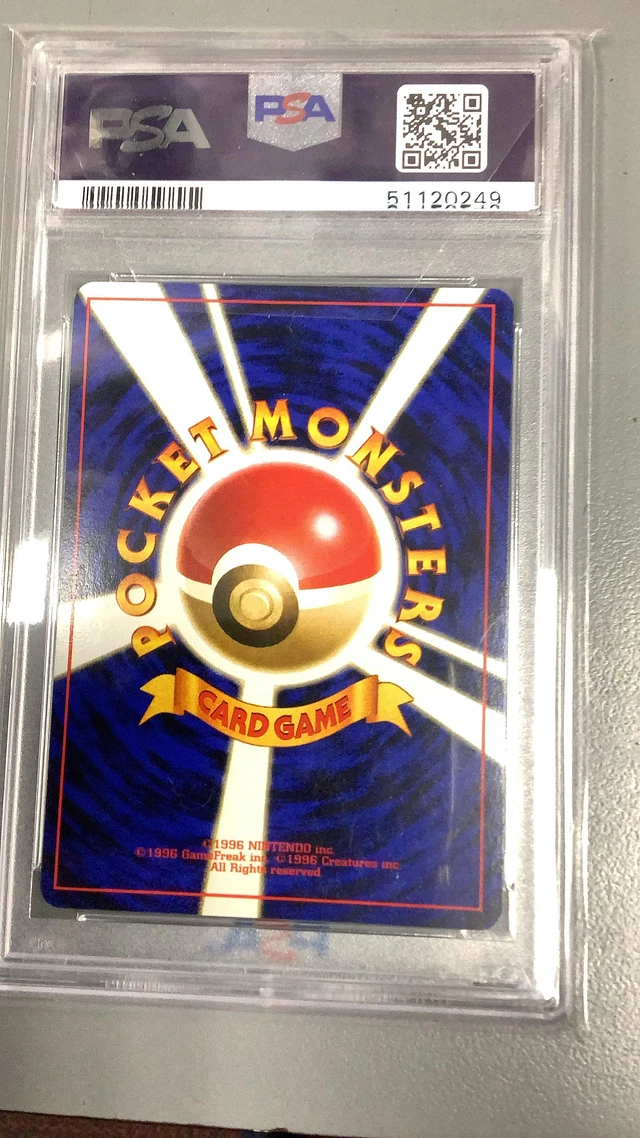 PSA PSA
51120249
POCKET MONSTERS
CARD GAME
©1996 NINTENDO inc.
©1996 GameFreak inc. ©1996 Creatures inc.
All Rights reserved.
PSA